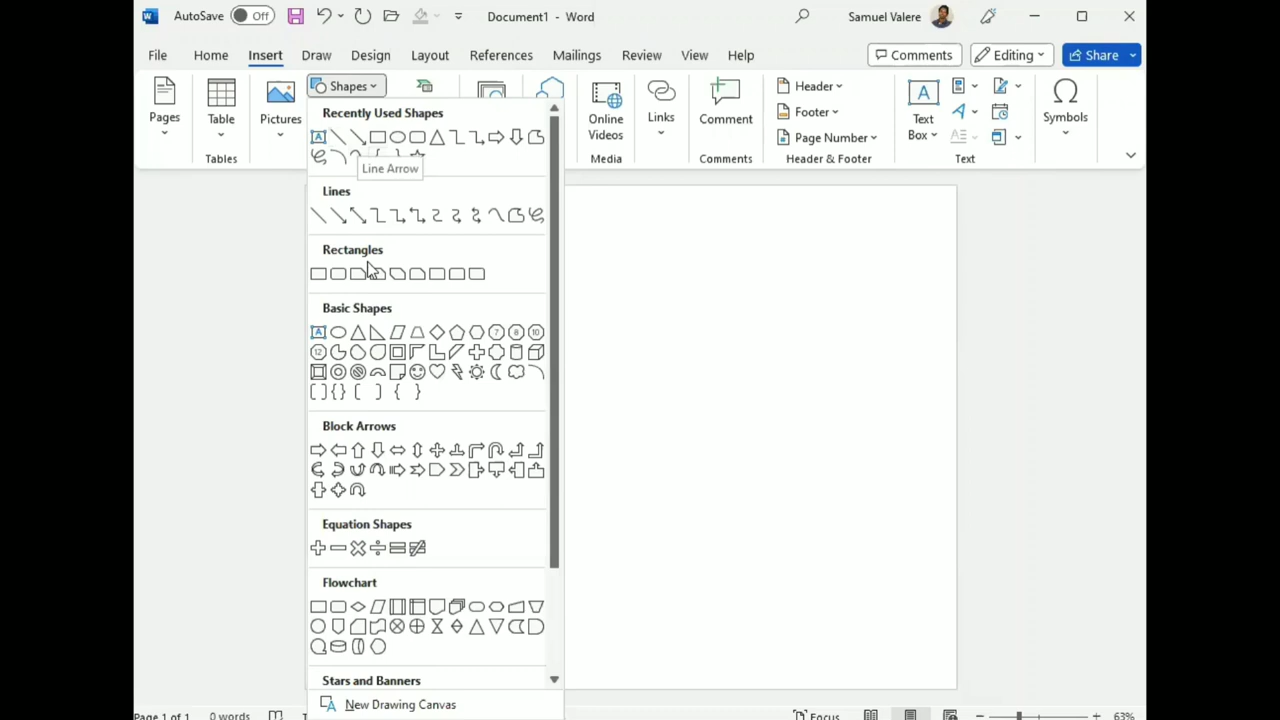 AutoSave Off Document1 - Word Samuel Valere
File Home Insert Draw Design Layout References Mailings Review View Help Comments Editing Share
Pages
Table
Pictures
Shapes
Online
Videos
Links
Comment
Header
Footer
Page Number
A
Text
Box
Symbols
Tables
Media
Comments
Header & Footer
Text
Recently Used Shapes
Line Arrow
Lines
Rectangles
Basic Shapes
Block Arrows
Equation Shapes
Flowchart
Stars and Banners
New Drawing Canvas
Page 1 of 1 0 words Focus 63%